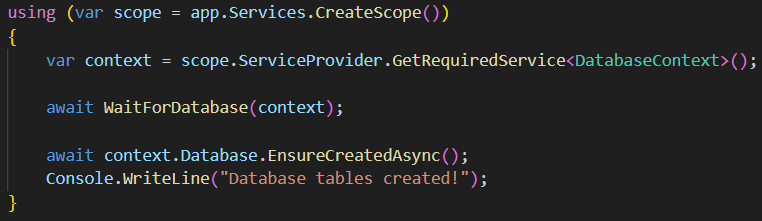 using (var scope = app.Services.CreateScope())
{
    var context = scope.ServiceProvider.GetRequiredService<DatabaseContext>();
    await WaitForDatabase(context);
    await context.Database.EnsureCreatedAsync();
    Console.WriteLine("Database tables created!");
}